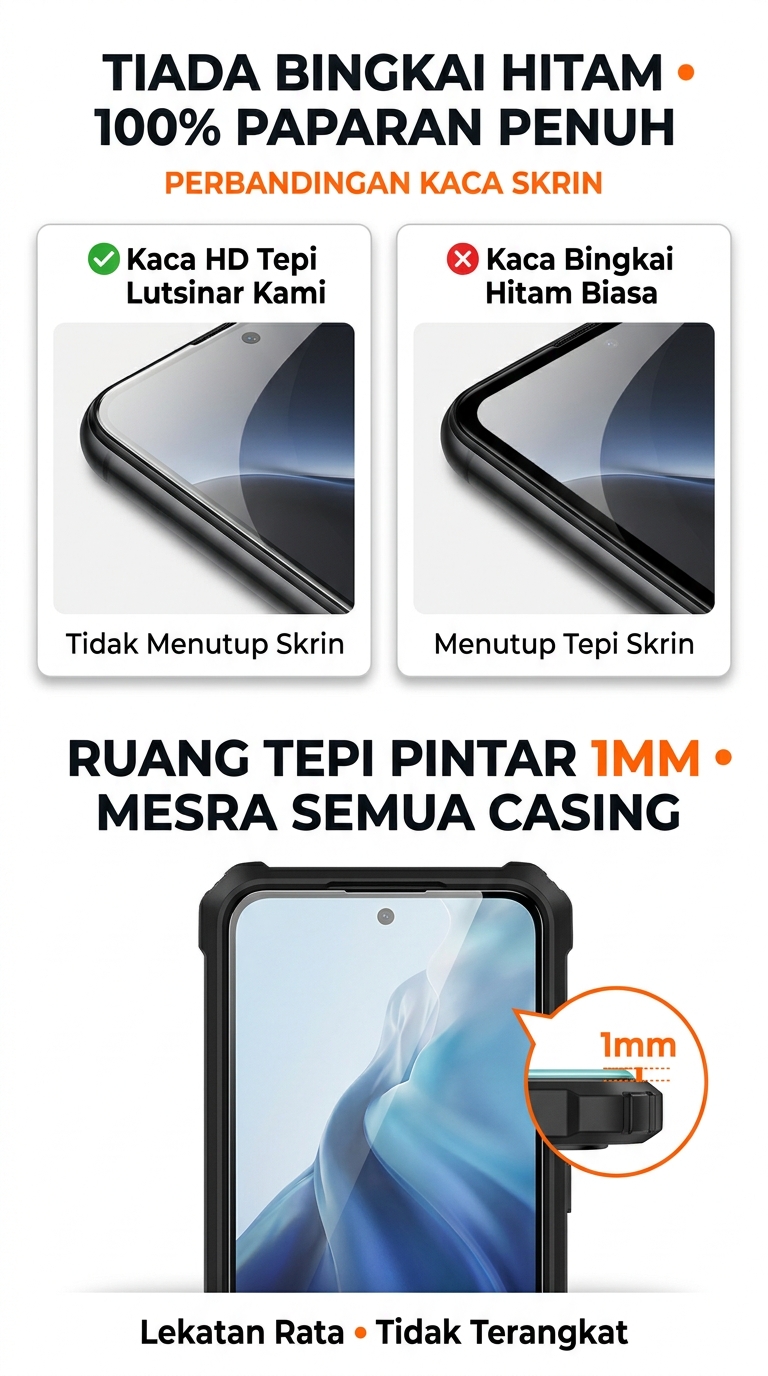 TIADA BINGKAI HITAM •
100% PAPARAN PENUH
PERBANDINGAN KACA SKRIN
Kaca HD Tepi
Lutsinar Kami
Kaca Bingkai
Hitam Biasa
Tidak Menutup Skrin
Menutup Tepi Skrin
RUANG TEPI PINTAR 1MM •
MESRA SEMUA CASING
1mm
Lekatan Rata • Tidak Terangkat